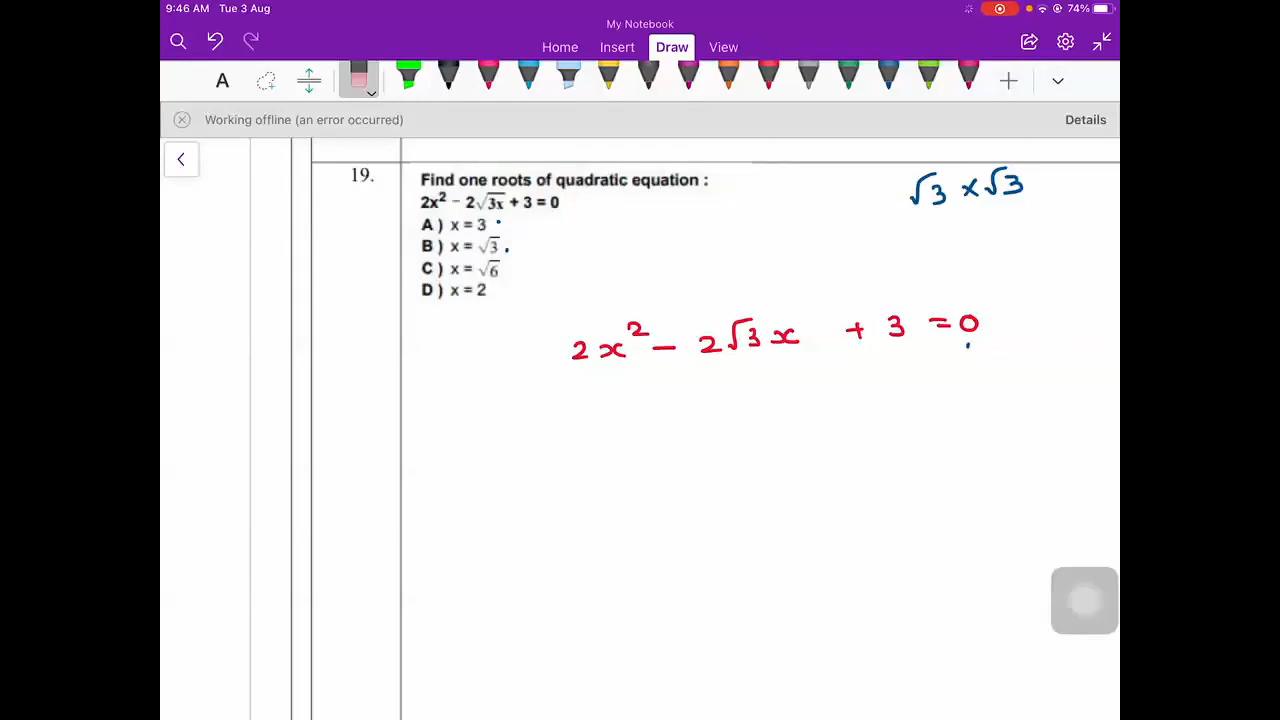 9:46 AM Tue 3 Aug
74%
My Notebook
Home Insert Draw View
A
Working offline (an error occurred) Details
19.
Find one roots of quadratic equation :
2x² - 2√3x + 3 = 0
A ) x = 3
B ) x = √3
C ) x = √6
D ) x = 2
√3 × √3
2x² - 2√3 x + 3 = 0